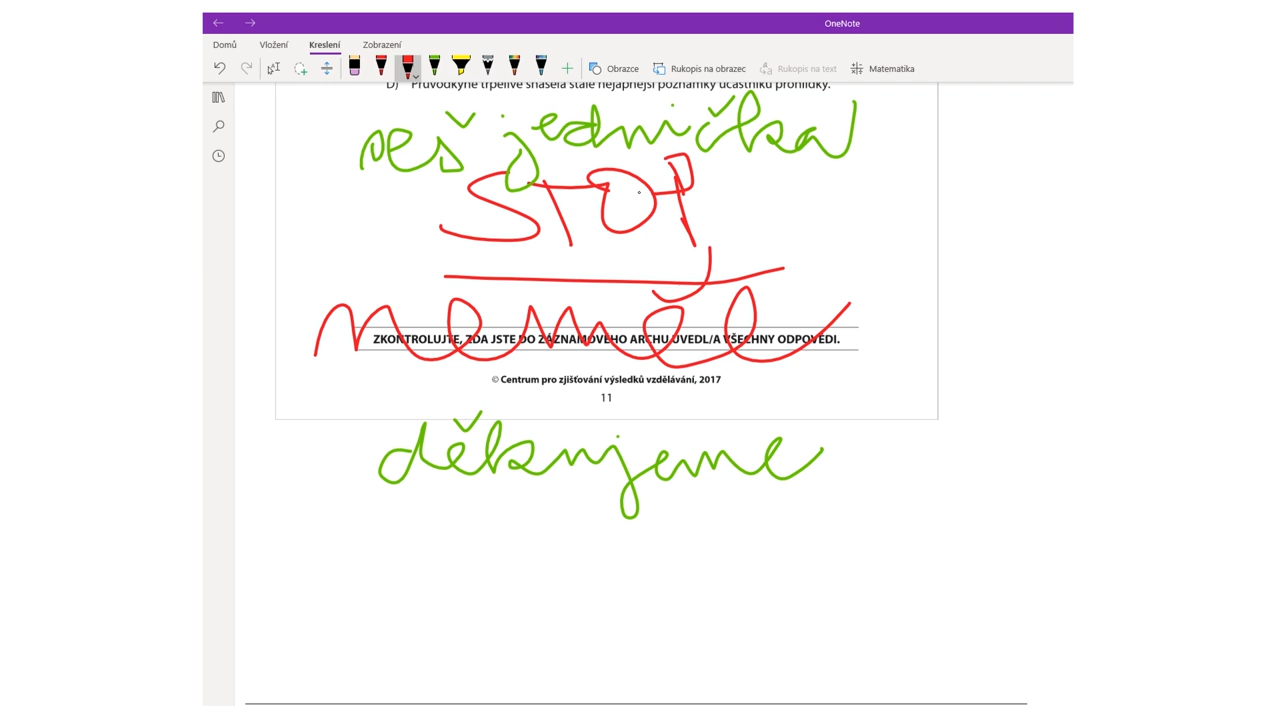 OneNote
Domů Vložení Kreslení Zobrazení
Obrazce Rukopis na obrazec Rukopis na text Matematika
D) Průvodkyně trpělivě snášela stále nejapnější poznámky účastníků prohlídky.
jednička
STOP
ZKONTROLUJTE, ZDA JSTE DO ZÁZNAMOVÉHO ARCHU UVEDL/A VŠECHNY ODPOVĚDI.
© Centrum pro zjišťování výsledků vzdělávání, 2017
11
děkujeme